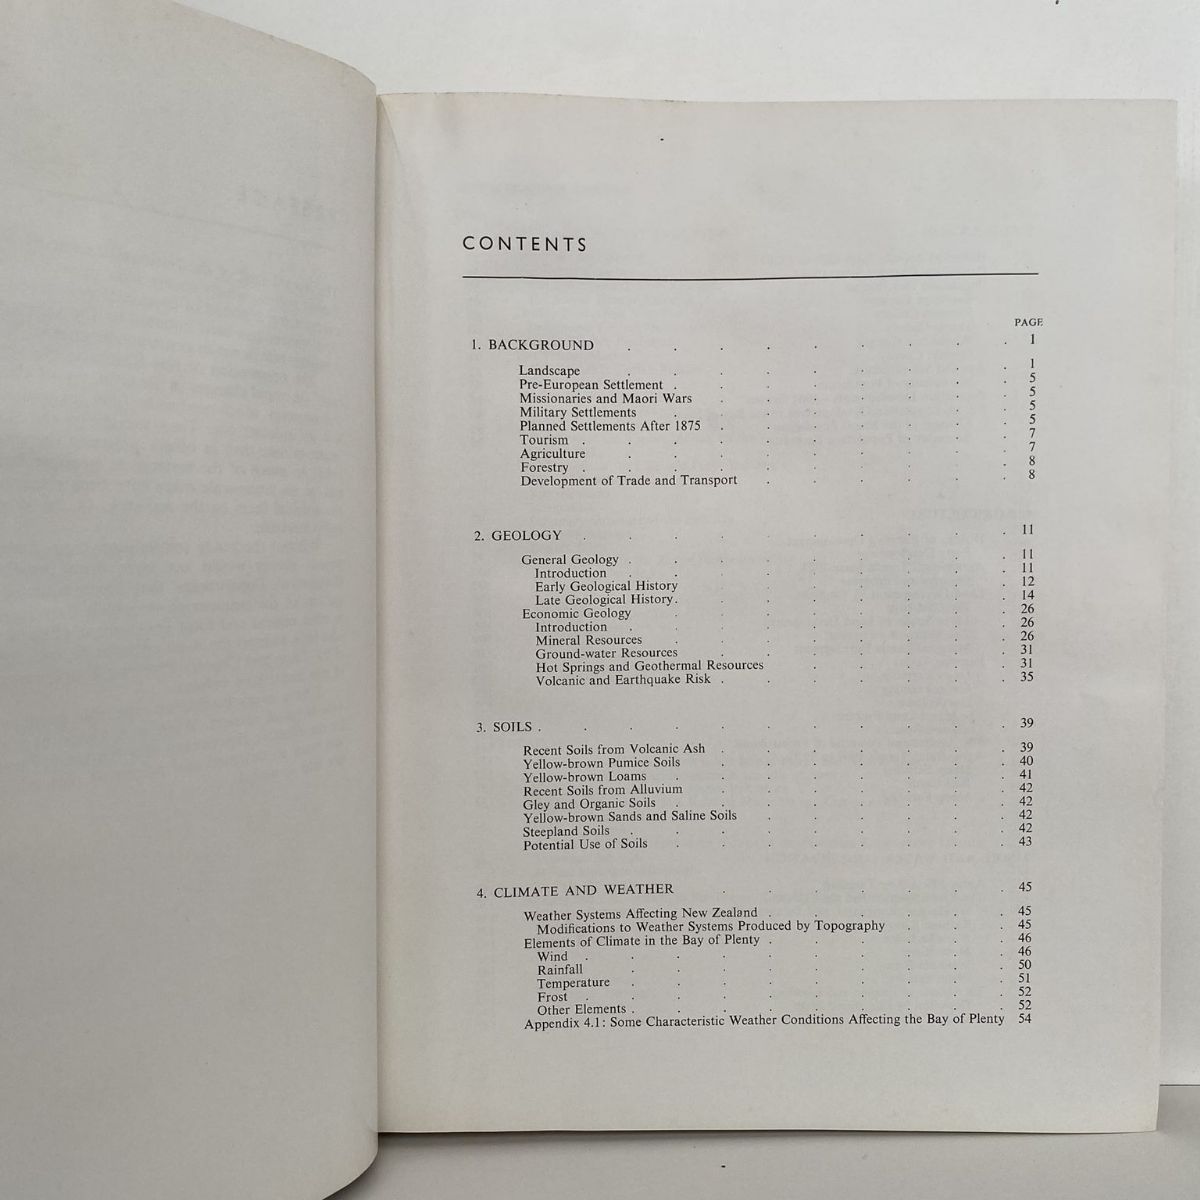 CONTENTS
PAGE
1. BACKGROUND . . . . . . . . . 1
Landscape . . . . . . . . . 1
Pre-European Settlement . . . . . . . . 5
Missionaries and Maori Wars . . . . . . . 5
Military Settlements . . . . . . . . 5
Planned Settlements After 1875 . . . . . . . 5
Tourism . . . . . . . . . . 7
Agriculture . . . . . . . . . 7
Forestry . . . . . . . . . . 8
Development of Trade and Transport . . . . . . 8
2. GEOLOGY . . . . . . . . . . 11
General Geology . . . . . . . . . 11
Introduction . . . . . . . . . 11
Early Geological History . . . . . . . 12
Late Geological History . . . . . . . . 14
Economic Geology . . . . . . . . 26
Introduction . . . . . . . . . 26
Mineral Resources . . . . . . . . 26
Ground-water Resources . . . . . . . . 31
Hot Springs and Geothermal Resources . . . . . 31
Volcanic and Earthquake Risk . . . . . . . 35
3. SOILS . . . . . . . . . . . 39
Recent Soils from Volcanic Ash . . . . . . . 39
Yellow-brown Pumice Soils . . . . . . . 40
Yellow-brown Loams . . . . . . . . 41
Recent Soils from Alluvium . . . . . . . 42
Gley and Organic Soils . . . . . . . . 42
Yellow-brown Sands and Saline Soils . . . . . . 42
Steepland Soils . . . . . . . . . 42
Potential Use of Soils . . . . . . . . 43
4. CLIMATE AND WEATHER . . . . . . . 45
Weather Systems Affecting New Zealand . . . . . . 45
Modifications to Weather Systems Produced by Topography . . . 45
Elements of Climate in the Bay of Plenty . . . . . . 46
Wind . . . . . . . . . . 46
Rainfall . . . . . . . . . 50
Temperature . . . . . . . . . 51
Frost . . . . . . . . . . 52
Other Elements . . . . . . . . . 52
Appendix 4.1: Some Characteristic Weather Conditions Affecting the Bay of Plenty 54